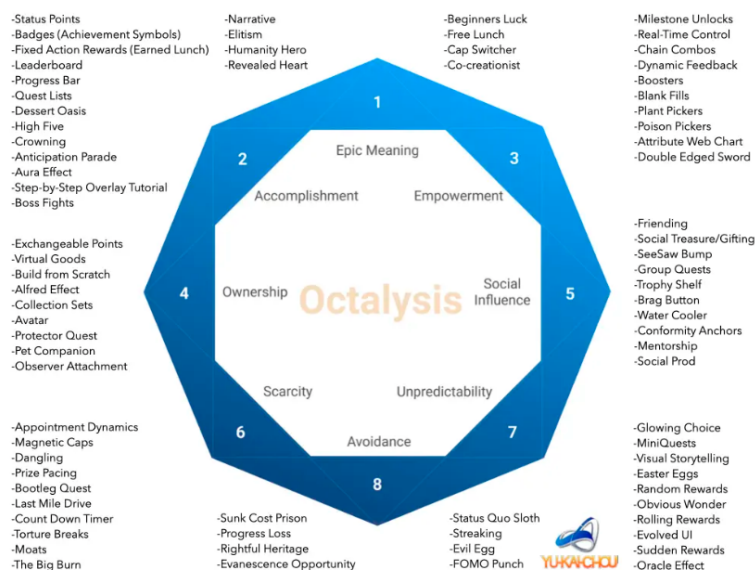 -Status Points
-Badges (Achievement Symbols)
-Fixed Action Rewards (Earned Lunch)
-Leaderboard
-Progress Bar
-Quest Lists
-Dessert Oasis
-High Five
-Crowning
-Anticipation Parade
-Aura Effect
-Step-by-Step Overlay Tutorial
-Boss Fights
-Narrative
-Elitism
-Humanity Hero
-Revealed Heart
-Beginners Luck
-Free Lunch
-Cap Switcher
-Co-creationist
-Milestone Unlocks
-Real-Time Control
-Chain Combos
-Dynamic Feedback
-Boosters
-Blank Fills
-Plant Pickers
-Poison Pickers
-Attribute Web Chart
-Double Edged Sword
1
Epic Meaning
2
Accomplishment
3
Empowerment
-Exchangeable Points
-Virtual Goods
-Build from Scratch
-Alfred Effect
-Collection Sets
-Avatar
-Protector Quest
-Pet Companion
-Observer Attachment
4
Ownership
Octalysis
Social
Influence
5
-Friending
-Social Treasure/Gifting
-SeeSaw Bump
-Group Quests
-Trophy Shelf
-Brag Button
-Water Cooler
-Conformity Anchors
-Mentorship
-Social Prod
Scarcity
6
Unpredictability
7
Avoidance
8
-Appointment Dynamics
-Magnetic Caps
-Dangling
-Prize Pacing
-Bootleg Quest
-Last Mile Drive
-Count Down Timer
-Torture Breaks
-Moats
-The Big Burn
-Sunk Cost Prison
-Progress Loss
-Rightful Heritage
-Evanescence Opportunity
-Status Quo Sloth
-Streaking
-Evil Egg
-FOMO Punch
YU-KAI CHOU
-Glowing Choice
-MiniQuests
-Visual Storytelling
-Easter Eggs
-Random Rewards
-Obvious Wonder
-Rolling Rewards
-Evolved UI
-Sudden Rewards
-Oracle Effect